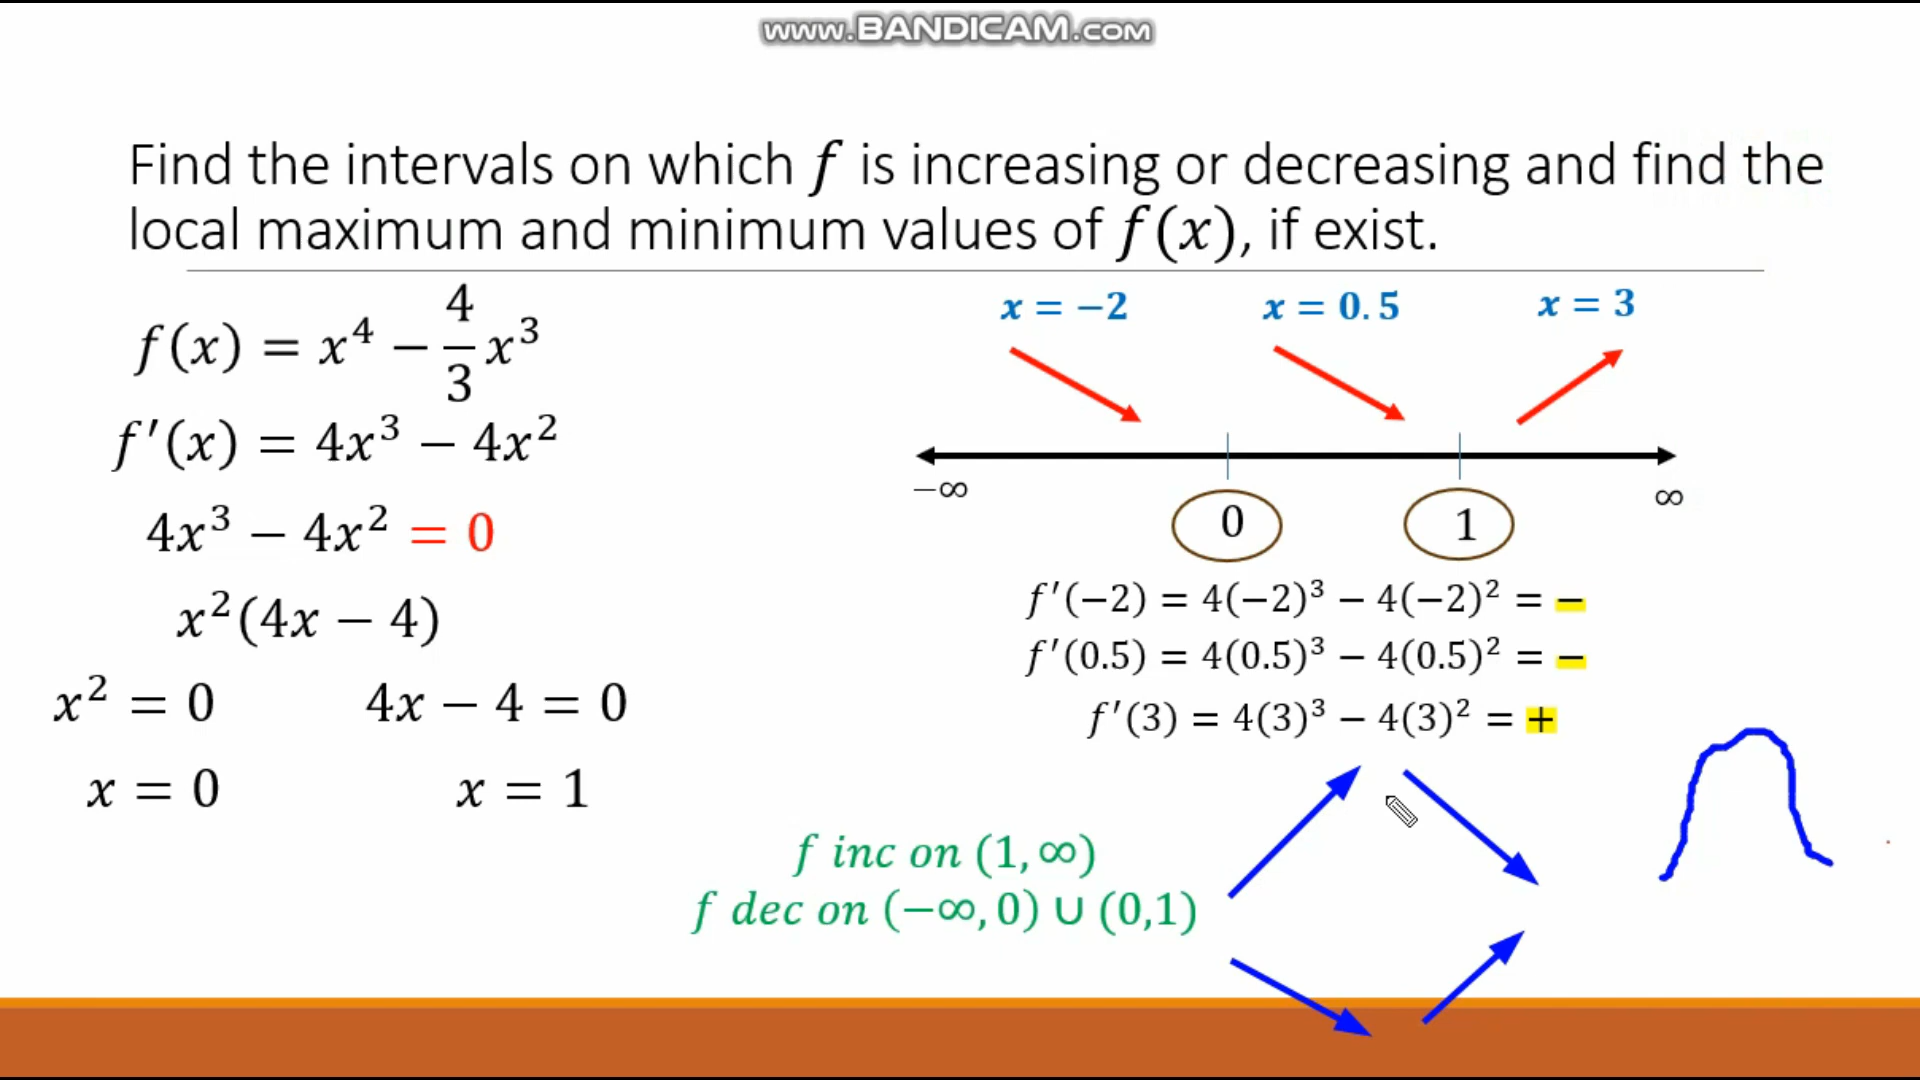 www.BANDICAM.com
Find the intervals on which f is increasing or decreasing and find the
local maximum and minimum values of f(x), if exist.
f(x) = x⁴ − 4/3 x³
f′(x) = 4x³ − 4x²
4x³ − 4x² = 0
x²(4x − 4)
x² = 0 4x − 4 = 0
x = 0 x = 1
x = −2 x = 0.5 x = 3
−∞ 0 1 ∞
f′(−2) = 4(−2)³ − 4(−2)² = −
f′(0.5) = 4(0.5)³ − 4(0.5)² = −
f′(3) = 4(3)³ − 4(3)² = +
f inc on (1, ∞)
f dec on (−∞, 0) ∪ (0,1)